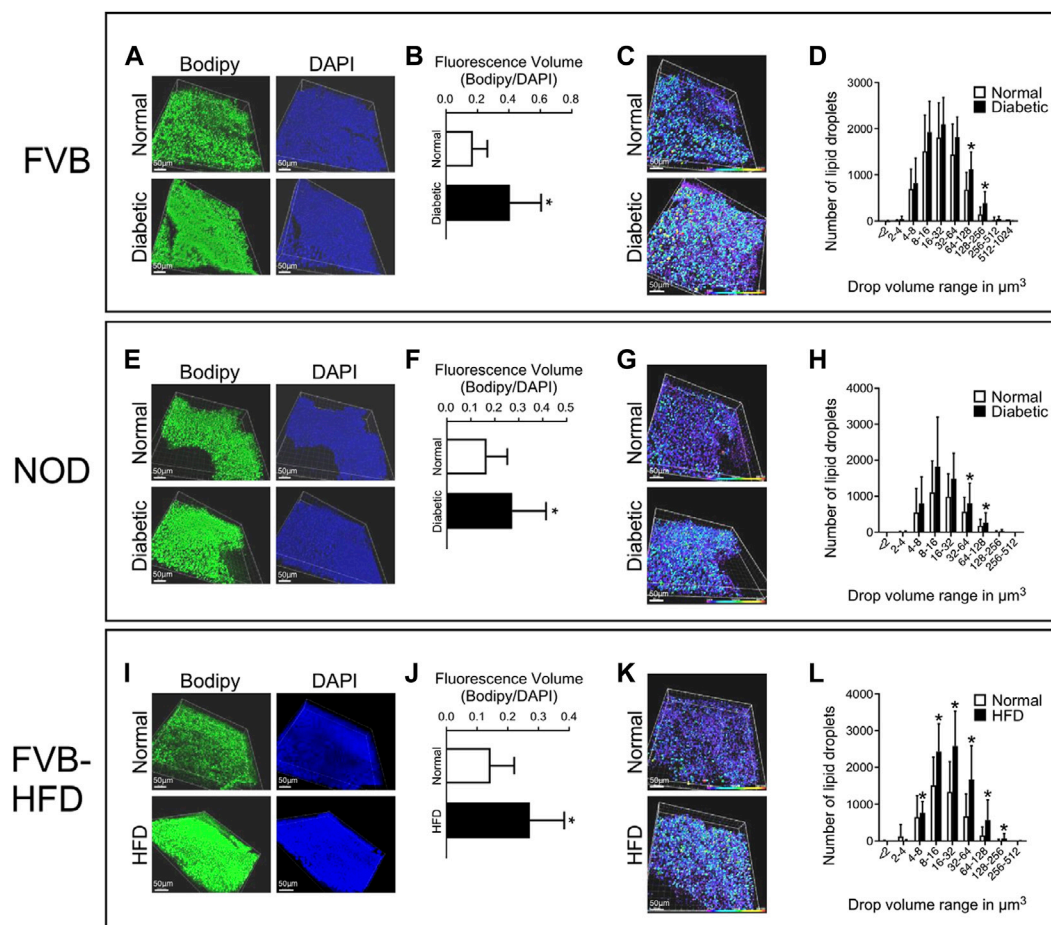 FVB
A
Bodipy
DAPI
Normal
Diabetic
50µm
50µm
50µm
50µm
B
Fluorescence Volume
(Bodipy/DAPI)
0.0
0.2
0.4
0.6
0.8
Normal
Diabetic
*
C
50µm
50µm
D
Number of lipid droplets
3000
2000
1000
0
Normal
Diabetic
*
*
<2
2-4
4-8
8-16
16-32
32-64
64-128
128-256
256-512
512-1024
Drop volume range in µm³
NOD
E
Bodipy
DAPI
Normal
Diabetic
50µm
50µm
50µm
50µm
F
Fluorescence Volume
(Bodipy/DAPI)
0.0
0.1
0.2
0.3
0.4
0.5
Normal
Diabetic
*
G
50µm
50µm
H
Number of lipid droplets
4000
3000
2000
1000
0
Normal
Diabetic
*
*
<2
2-4
4-8
8-16
16-32
32-64
64-128
128-256
256-512
Drop volume range in µm³
FVB-
HFD
I
Bodipy
DAPI
Normal
HFD
50µm
50µm
50µm
50µm
J
Fluorescence Volume
(Bodipy/DAPI)
0.0
0.1
0.2
0.3
0.4
Normal
HFD
*
K
50µm
50µm
L
Number of lipid droplets
4000
3000
2000
1000
0
Normal
HFD
*
*
*
*
*
*
<2
2-4
4-8
8-16
16-32
32-64
64-128
128-256
256-512
Drop volume range in µm³